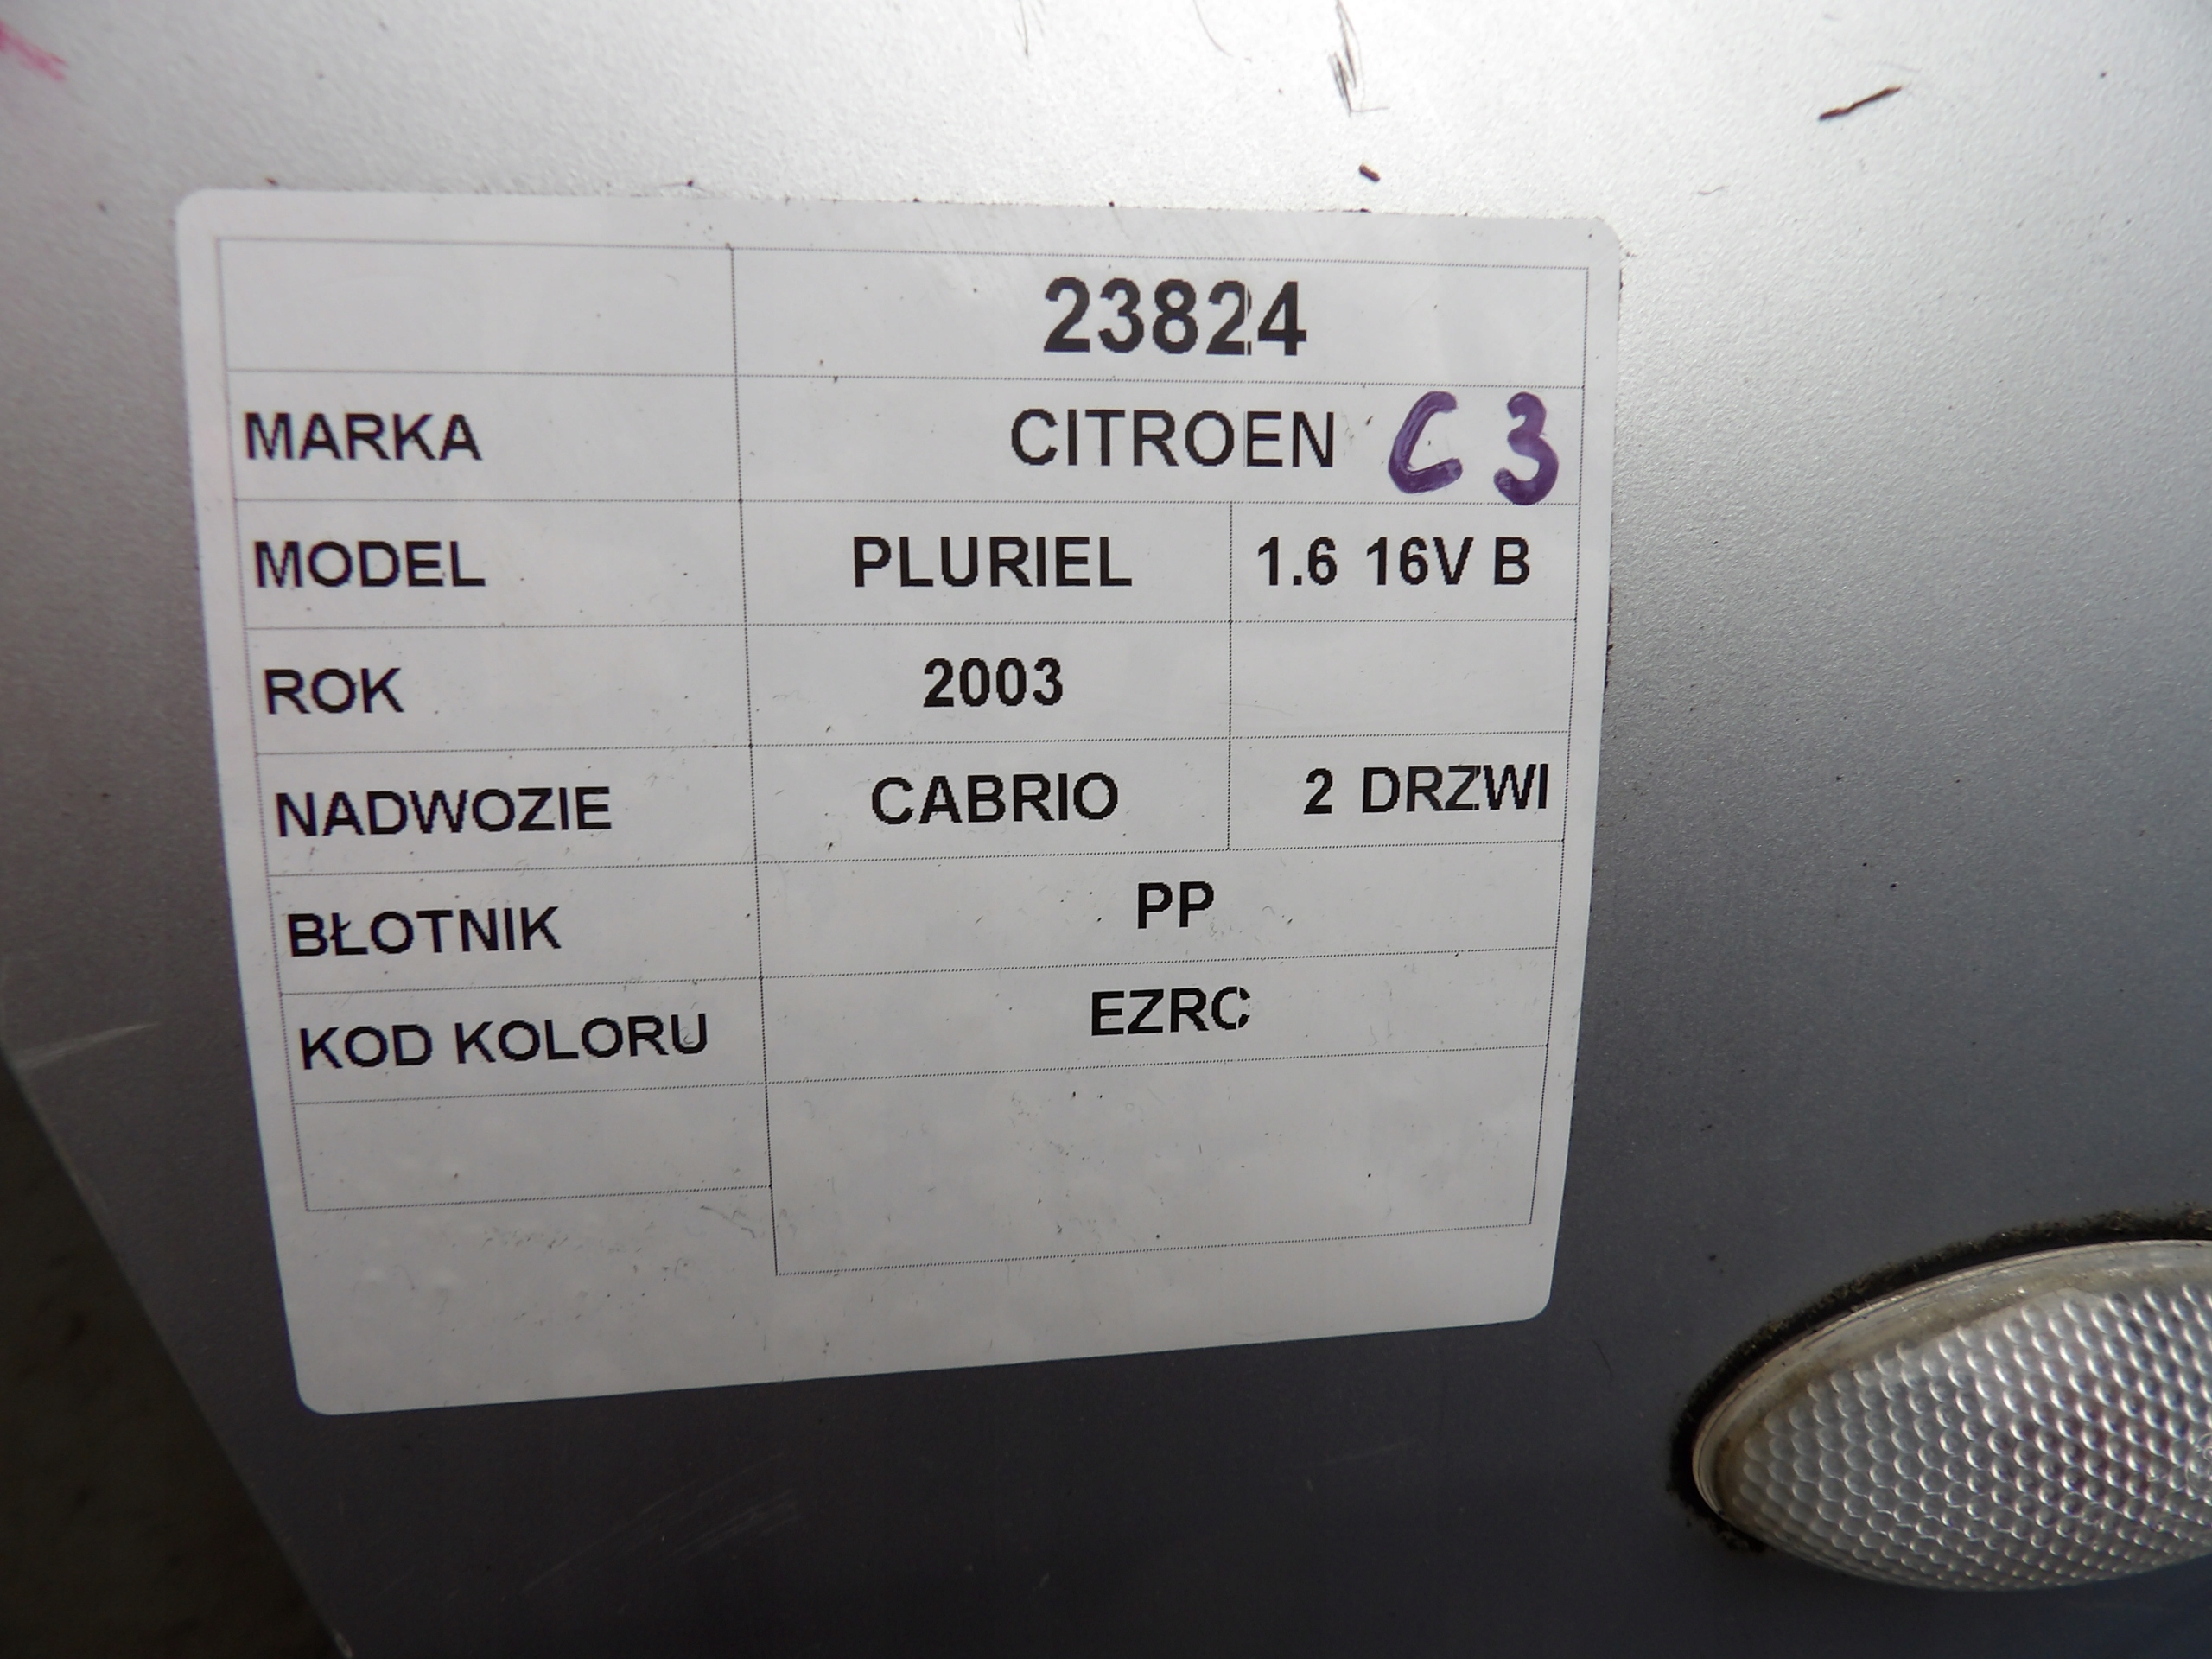 23824
MARKA CITROEN C3
MODEL PLURIEL 1.6 16V B
ROK 2003
NADWOZIE CABRIO 2 DRZWI
BŁOTNIK PP
KOD KOLORU EZRC